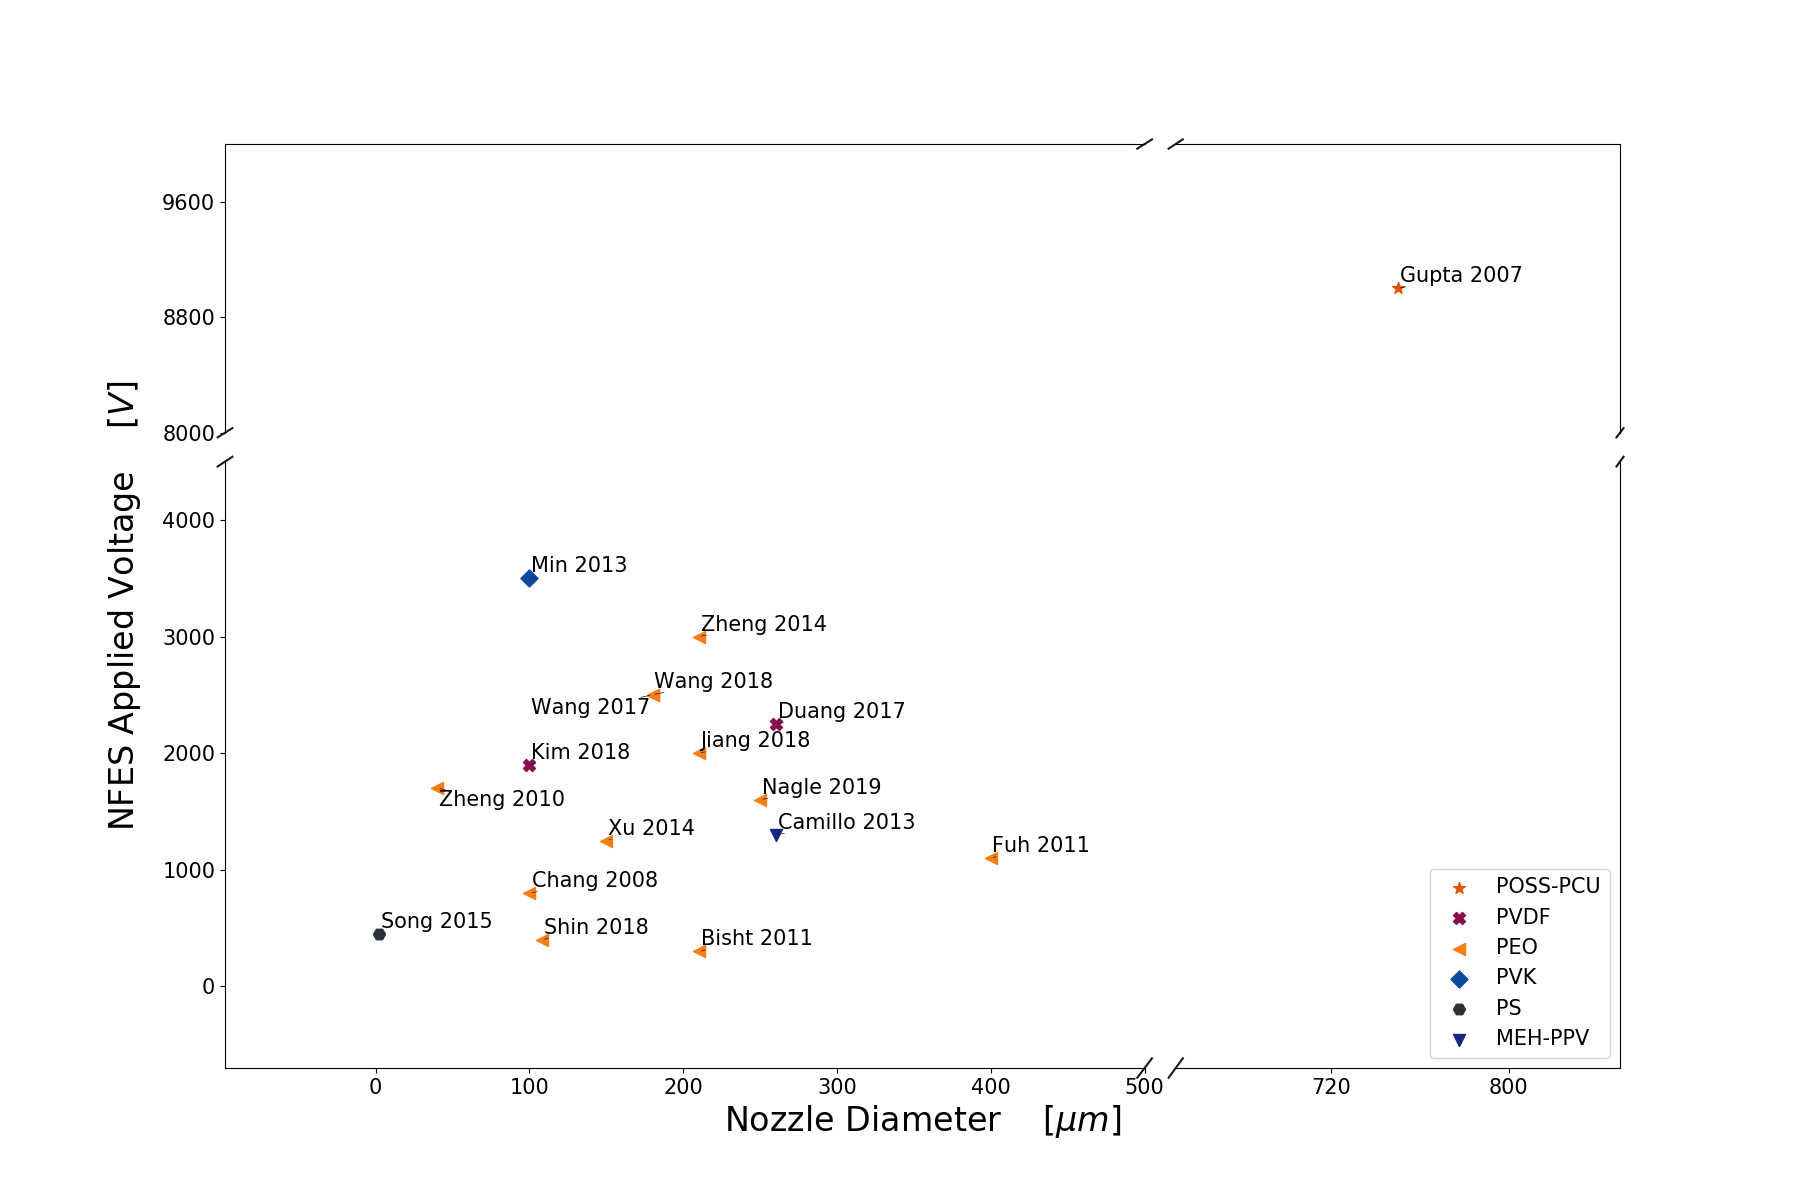 9600
Gupta 2007
8800
8000
NFES Applied Voltage [V]
4000
Min 2013
3000
Zheng 2014
Wang 2018
Wang 2017
Duang 2017
Jiang 2018
2000
Kim 2018
Zheng 2010
Nagle 2019
Camillo 2013
Xu 2014
Fuh 2011
1000
Chang 2008
Song 2015
Shin 2018
Bisht 2011
0
POSS-PCU
PVDF
PEO
PVK
PS
MEH-PPV
0 100 200 300 400 500 720 800
Nozzle Diameter [μm]